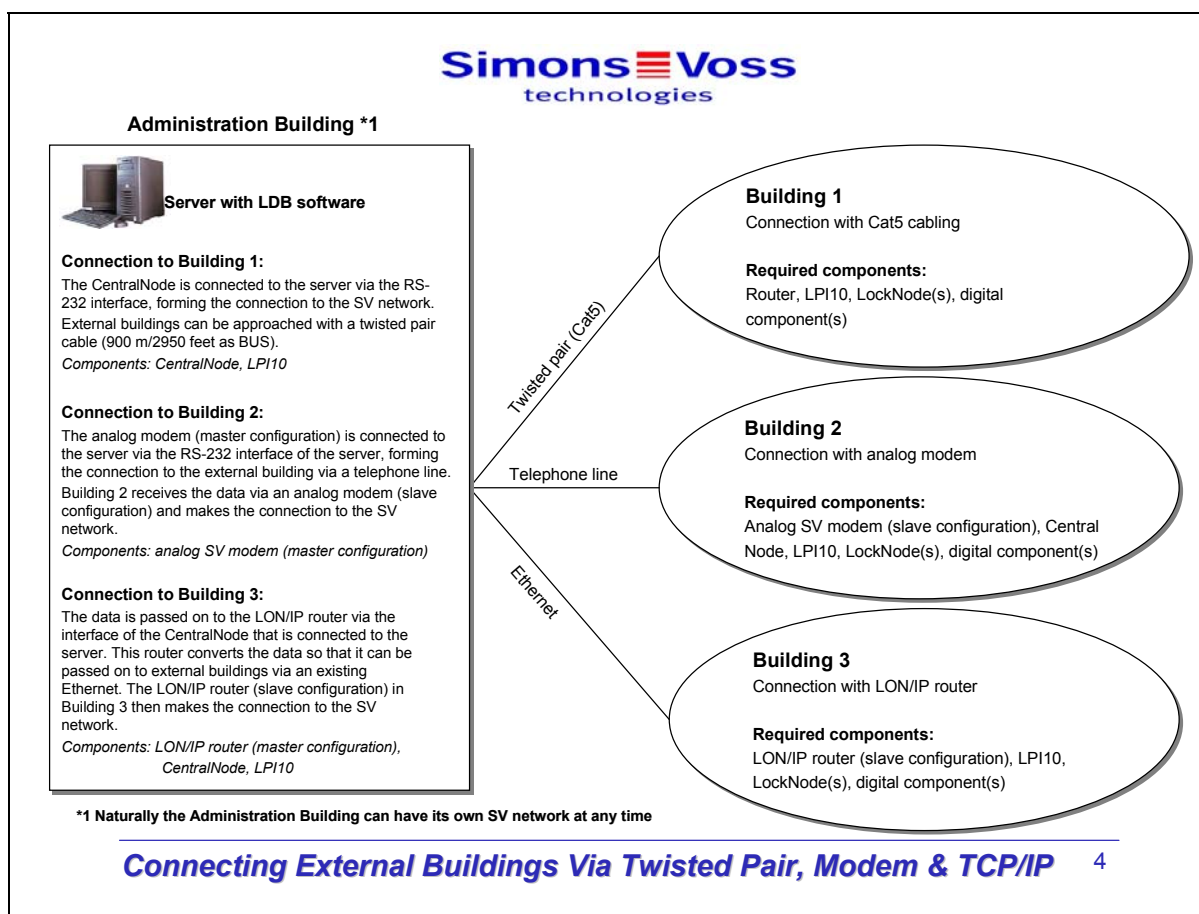 Simons Voss
technologies
Administration Building *1
Server with LDB software
Connection to Building 1:
The CentralNode is connected to the server via the RS-
232 interface, forming the connection to the SV network.
External buildings can be approached with a twisted pair
cable (900 m/2950 feet as BUS).
Components: CentralNode, LPI10
Connection to Building 2:
The analog modem (master configuration) is connected to
the server via the RS-232 interface of the server, forming
the connection to the external building via a telephone line.
Building 2 receives the data via an analog modem (slave
configuration) and makes the connection to the SV
network.
Components: analog SV modem (master configuration)
Connection to Building 3:
The data is passed on to the LON/IP router via the
interface of the CentralNode that is connected to the
server. This router converts the data so that it can be
passed on to external buildings via an existing
Ethernet. The LON/IP router (slave configuration) in
Building 3 then makes the connection to the SV
network.
Components: LON/IP router (master configuration),
CentralNode, LPI10
Twisted pair (Cat5)
Telephone line
Ethernet
Building 1
Connection with Cat5 cabling
Required components:
Router, LPI10, LockNode(s), digital
component(s)
Building 2
Connection with analog modem
Required components:
Analog SV modem (slave configuration), Central
Node, LPI10, LockNode(s), digital component(s)
Building 3
Connection with LON/IP router
Required components:
LON/IP router (slave configuration), LPI10,
LockNode(s), digital component(s)
*1 Naturally the Administration Building can have its own SV network at any time
Connecting External Buildings Via Twisted Pair, Modem & TCP/IP 4